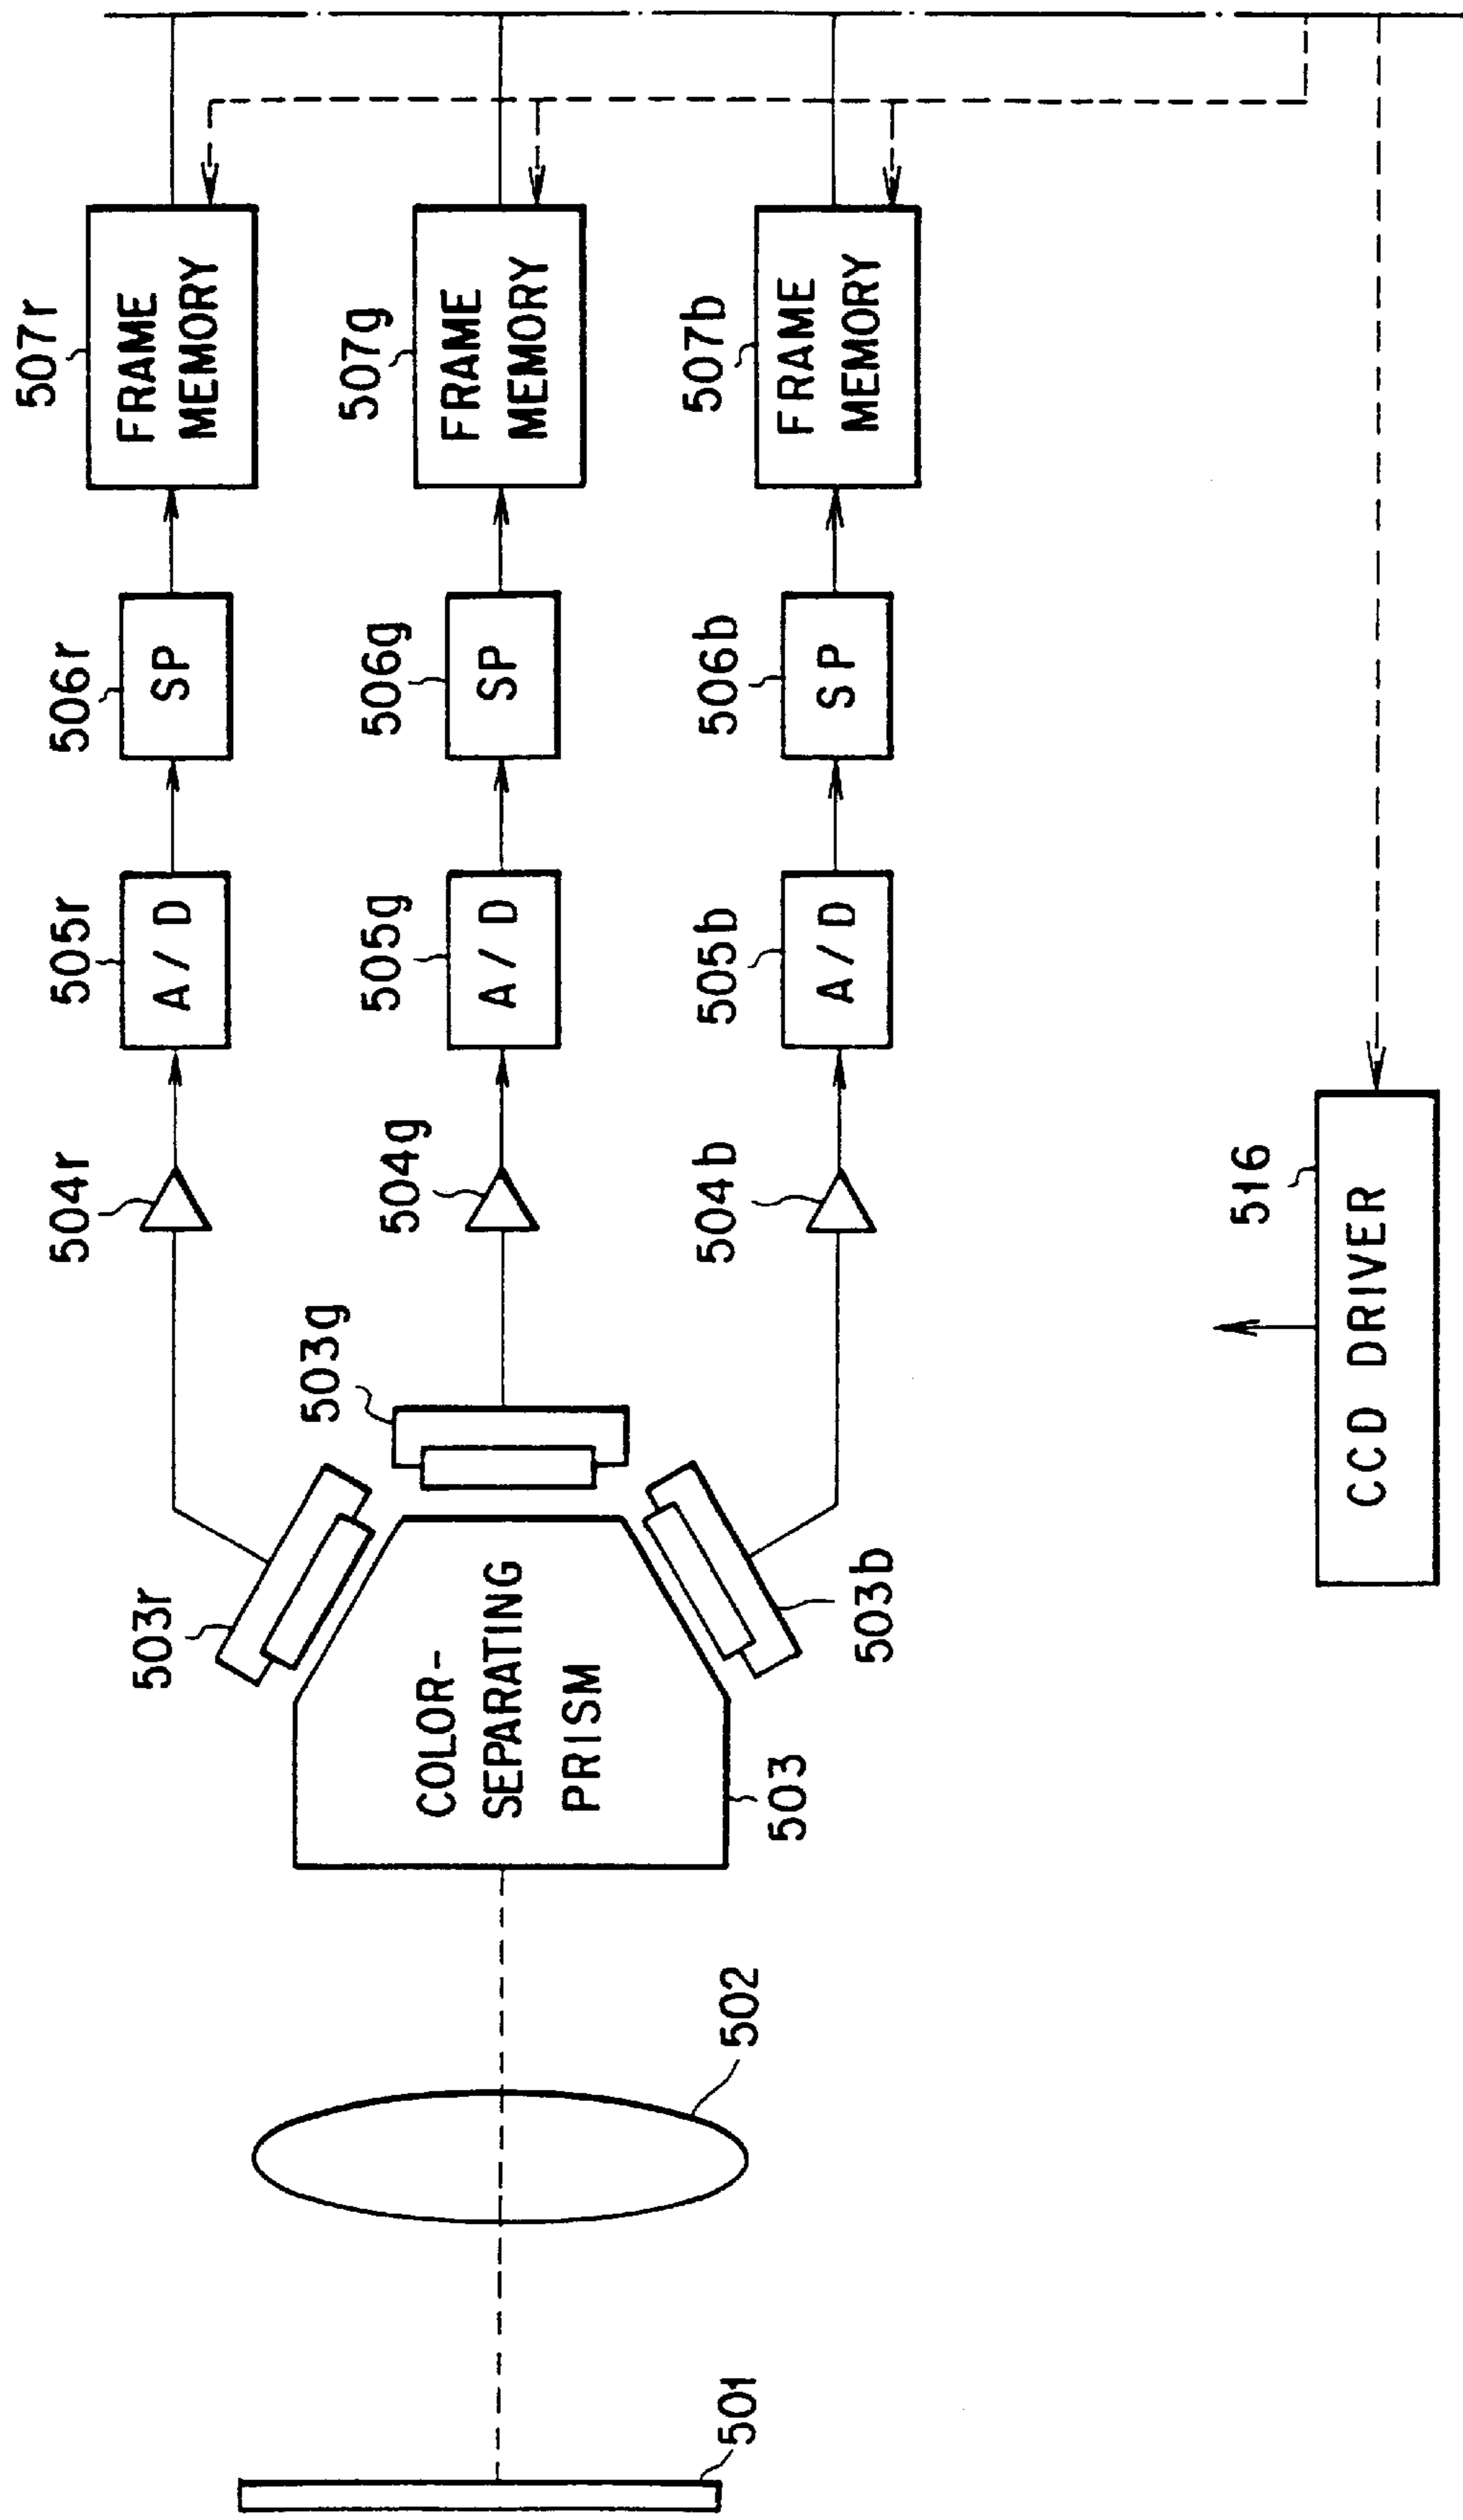 507r
FRAME
MEMORY
507g
FRAME
MEMORY
507b
FRAME
MEMORY
506r
SP
506g
SP
506b
SP
505r
A/D
505g
A/D
505b
A/D
504r
504g
504b
503r
503g
503b
COLOR-
SEPARATING
PRISM
503
502
501
516
CCD DRIVER